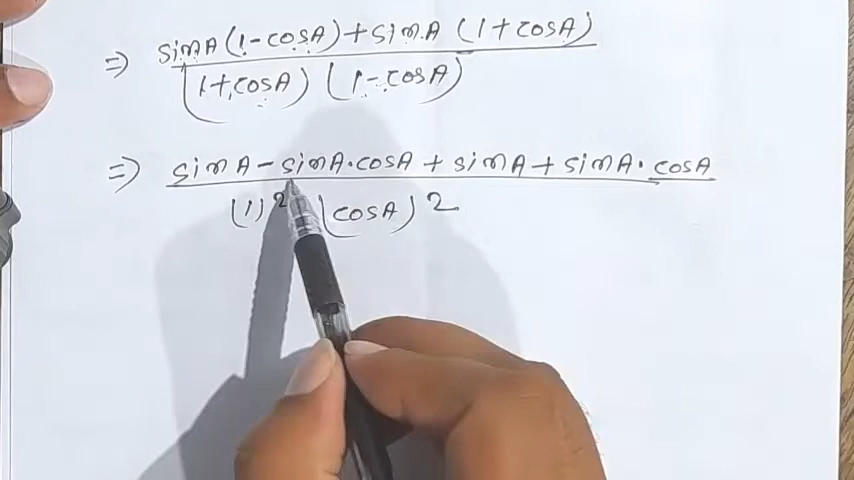 ⇒ sinA(1-cosA)+sinA(1+cosA)
(1+cosA)(1-cosA)
⇒ sinA-sinA·cosA+sinA+sinA·cosA
(1)² (cosA)²